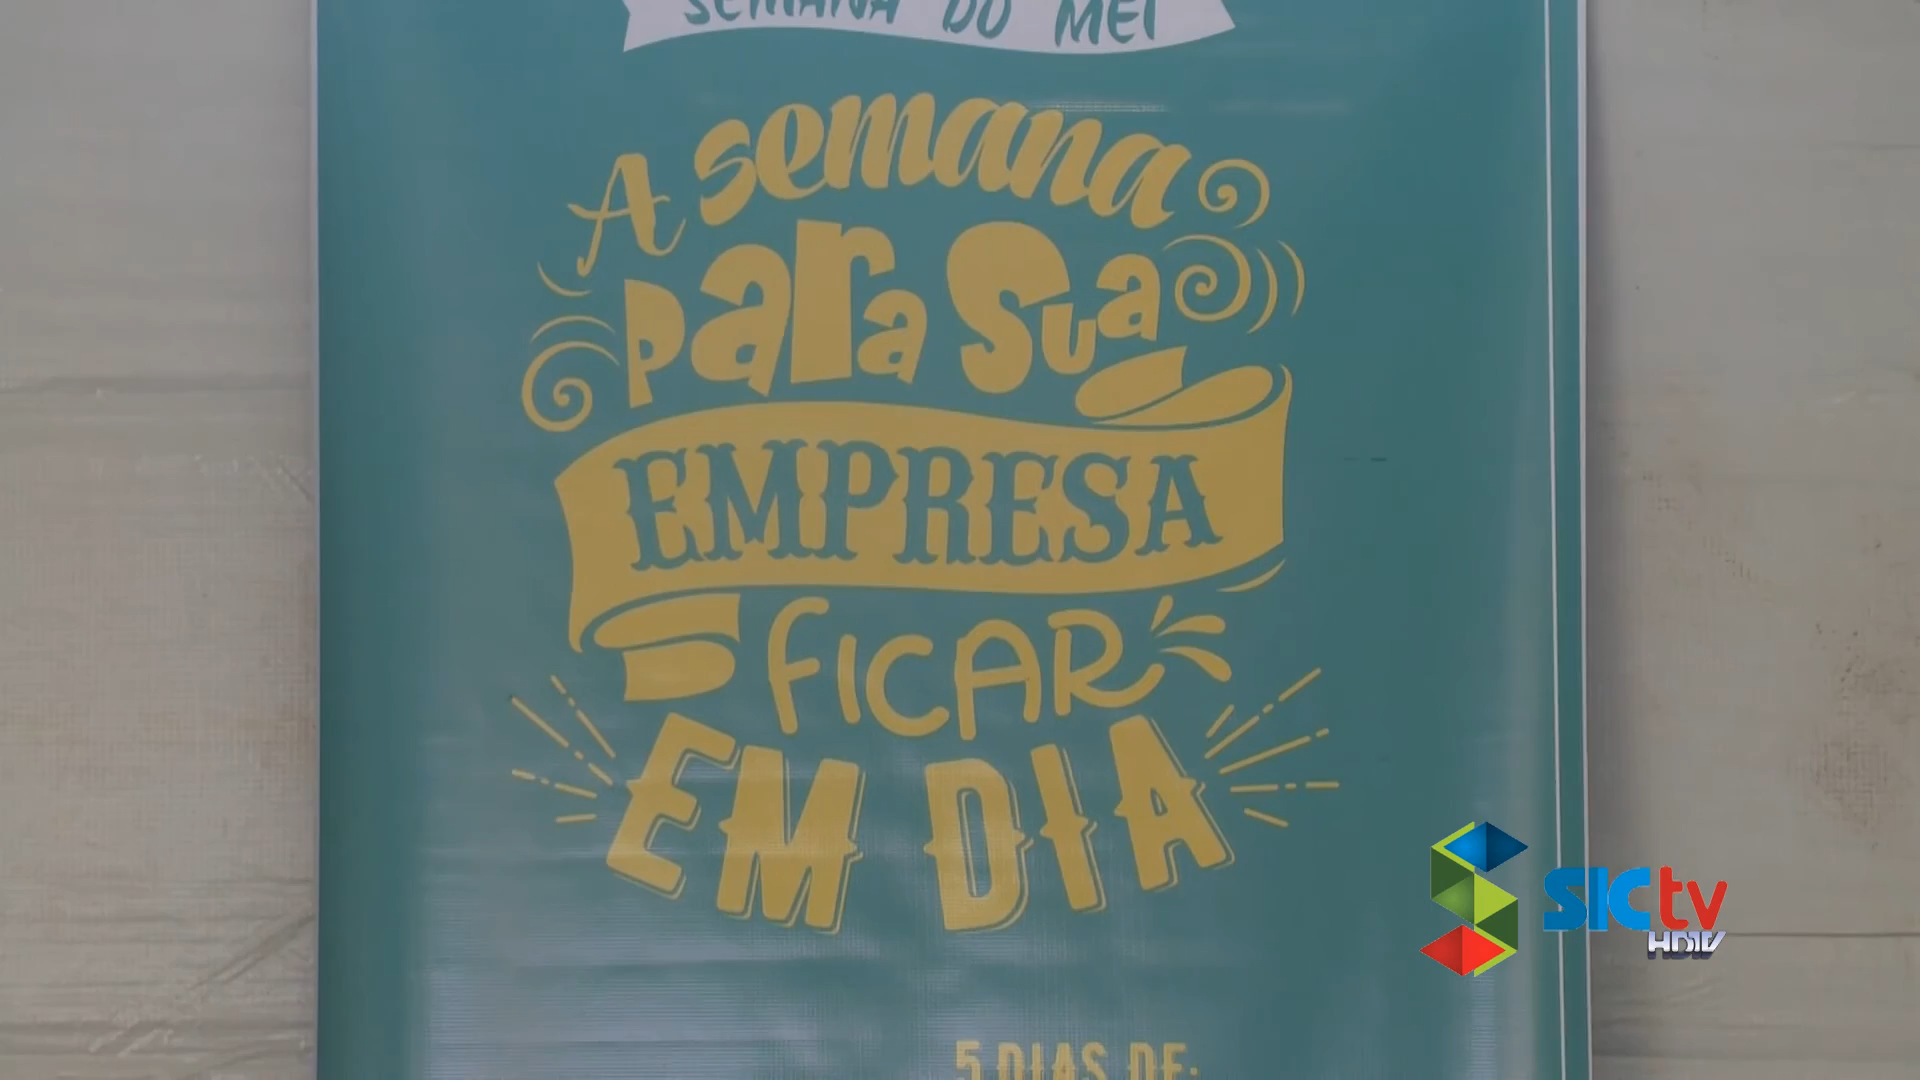 SEMANA DO MEI
A semana
para sua
EMPRESA
FICAR
EM DIA
5 DIAS DE:
SICtv
HDTV